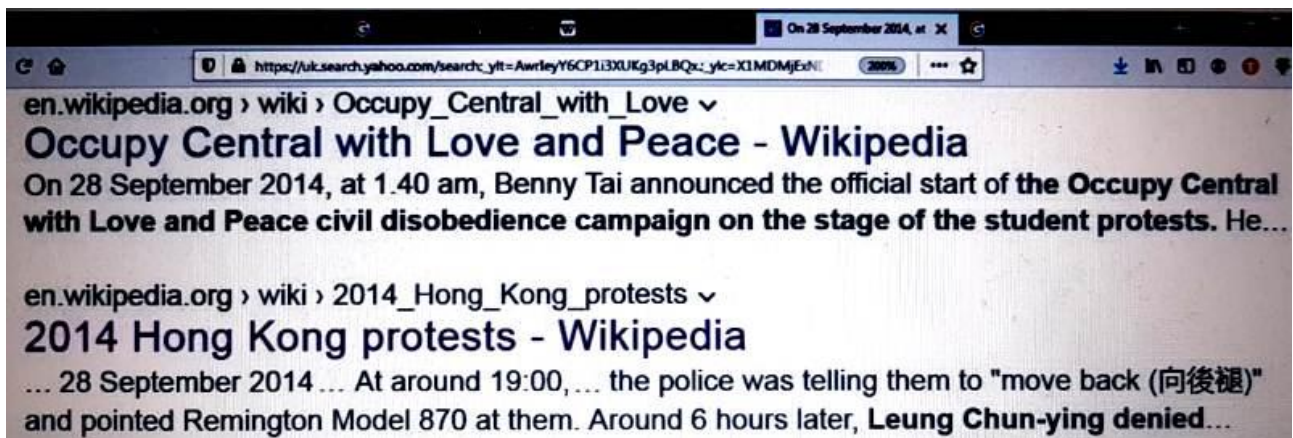 On 28 September 2014, at
https://uk.search.yahoo.com/search;_ylt= 200%
en.wikipedia.org › wiki › Occupy_Central_with_Love
Occupy Central with Love and Peace - Wikipedia
On 28 September 2014, at 1.40 am, Benny Tai announced the official start of the Occupy Central
with Love and Peace civil disobedience campaign on the stage of the student protests. He...
en.wikipedia.org › wiki › 2014_Hong_Kong_protests
2014 Hong Kong protests - Wikipedia
... 28 September 2014 ... At around 19:00, ... the police was telling them to "move back (向後褪)"
and pointed Remington Model 870 at them. Around 6 hours later, Leung Chun-ying denied...